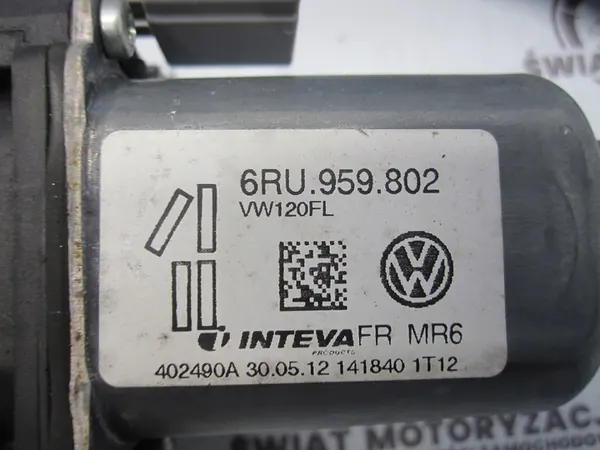 6RU.959.802
VW120FL
INTEVA FR MR6
PRODUCTS
402490A 30.05.12 141840 1T12
ŚWIAT MOTORYZAC